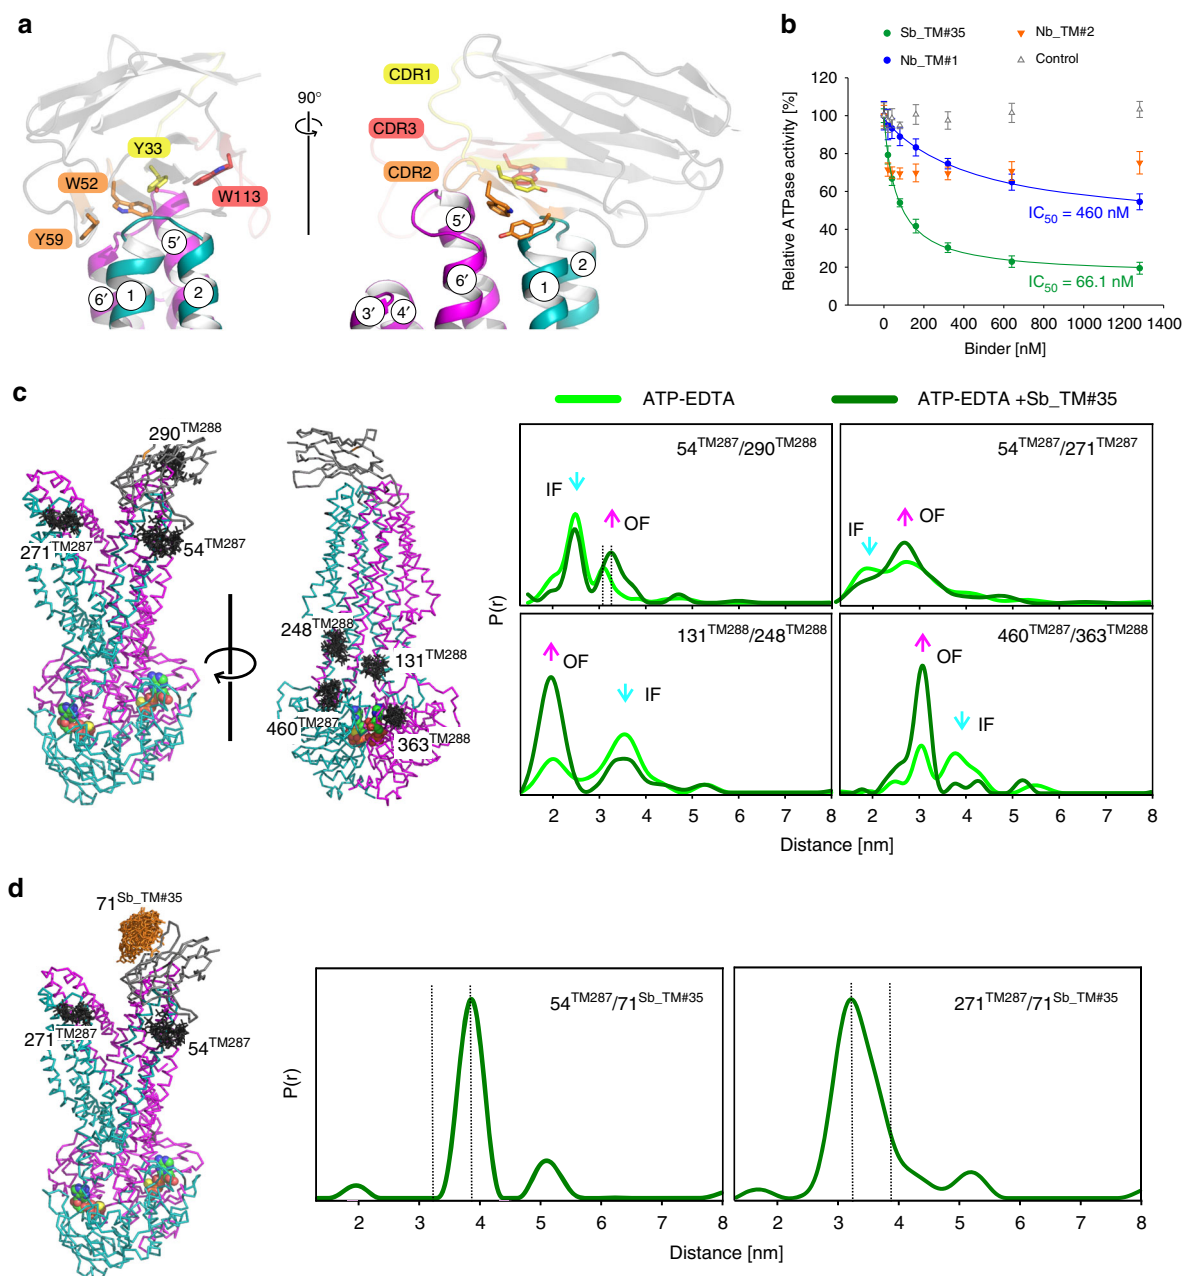 a
90°
CDR1
CDR3
CDR2
Y33
W52
W113
Y59
5′
6′
1
2
5′
6′
2
1
3′
4′
b
Sb_TM#35
Nb_TM#2
Nb_TM#1
Control
Relative ATPase activity [%]
120
100
80
60
40
20
0
IC50 = 460 nM
IC50 = 66.1 nM
0 200 400 600 800 1000 1200 1400
Binder [nM]
c
ATP-EDTA
ATP-EDTA +Sb_TM#35
290TM288
271TM287
54TM287
248TM288
131TM288
460TM287
363TM288
P(r)
54TM287/290TM288
IF
OF
54TM287/271TM287
IF
OF
131TM288/248TM288
OF
IF
460TM287/363TM288
OF
IF
2 3 4 5 6 7 8
2 3 4 5 6 7 8
Distance [nm]
d
71Sb_TM#35
271TM287
54TM287
P(r)
54TM287/71Sb_TM#35
271TM287/71Sb_TM#35
2 3 4 5 6 7 8
2 3 4 5 6 7 8
Distance [nm]